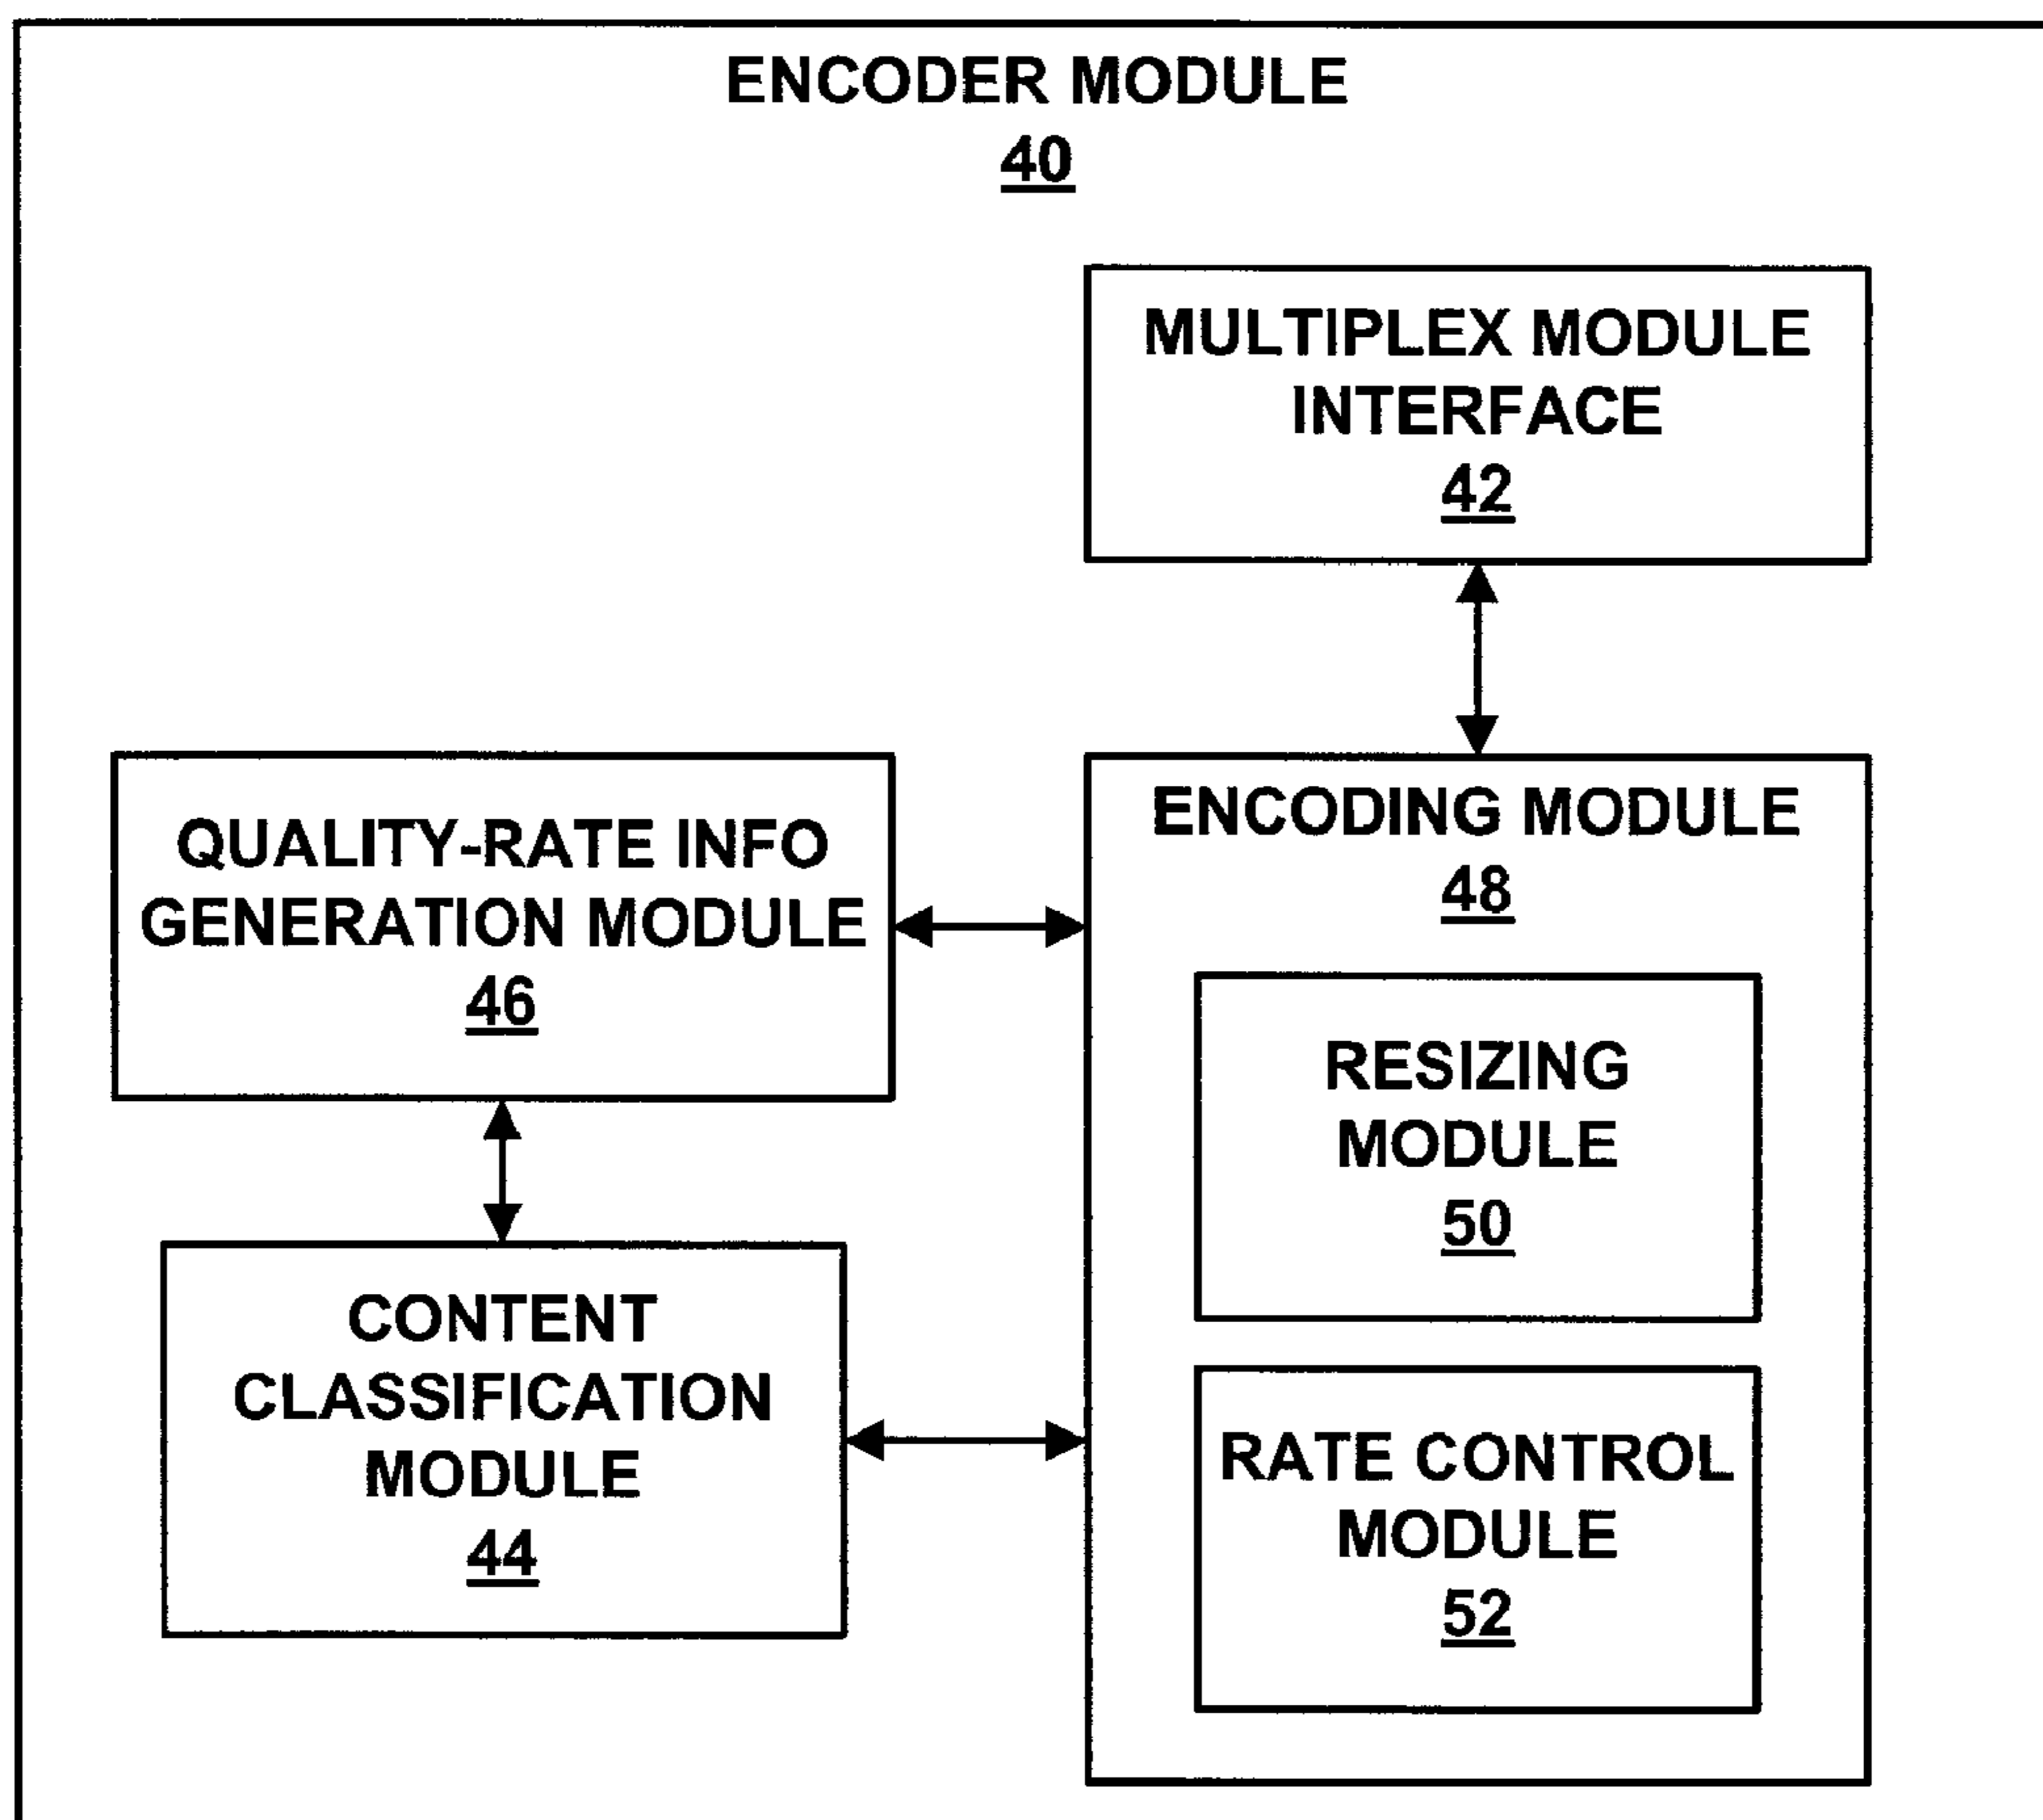 ENCODER MODULE
40
MULTIPLEX MODULE
INTERFACE
42
QUALITY-RATE INFO
GENERATION MODULE
46
ENCODING MODULE
48
RESIZING
MODULE
50
CONTENT
CLASSIFICATION
MODULE
44
RATE CONTROL
MODULE
52